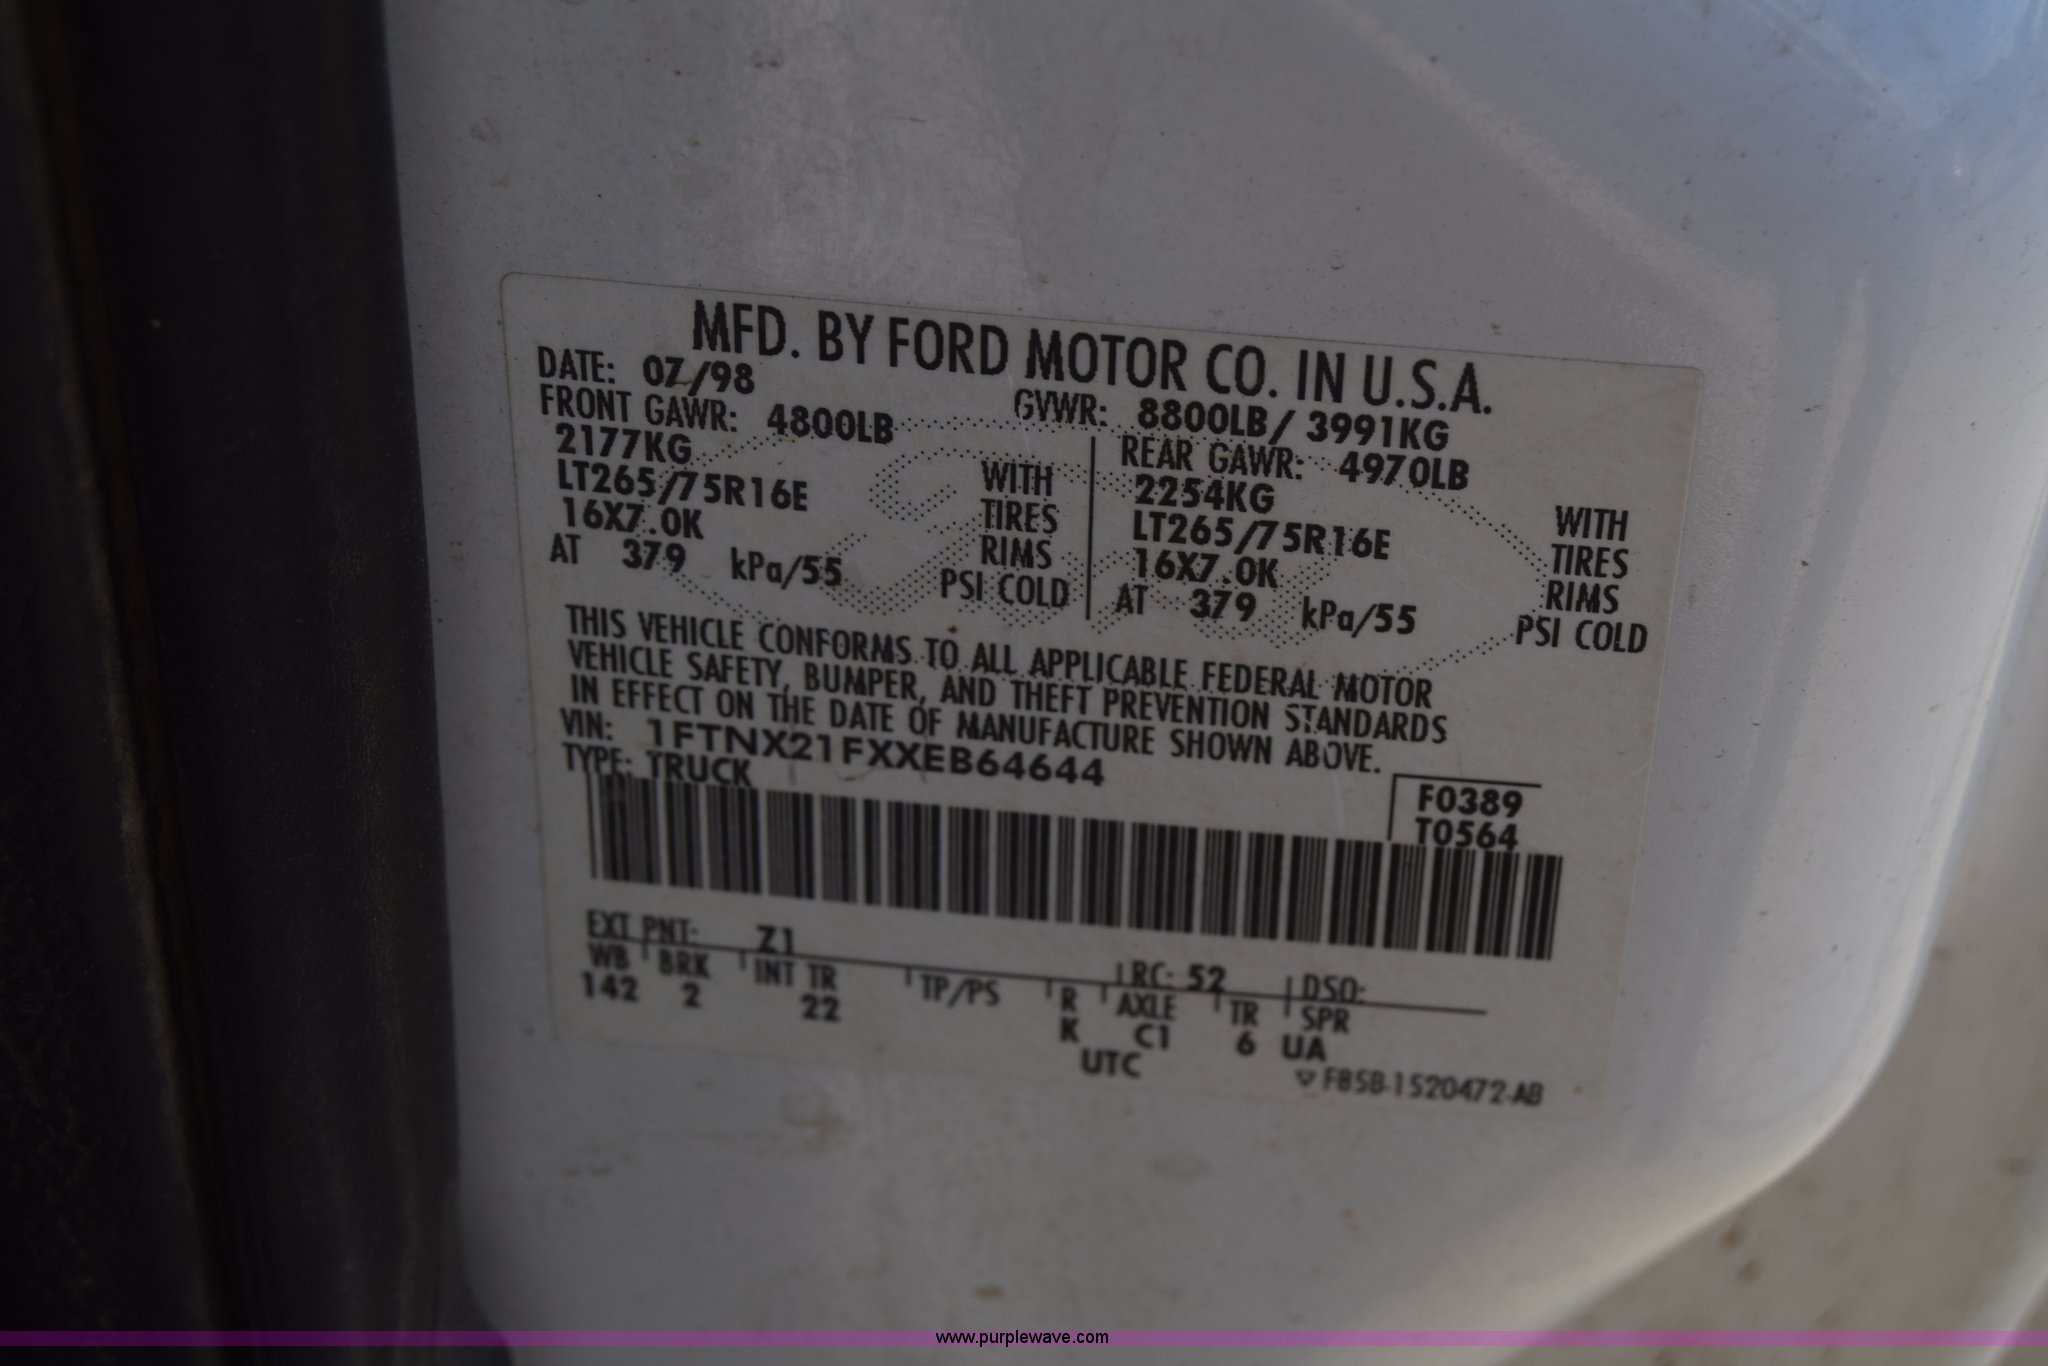 MFD. BY FORD MOTOR CO. IN U.S.A.
DATE: 07/98 GVWR: 8800LB/ 3991KG
FRONT GAWR: 4800LB REAR GAWR: 4970LB
2177KG WITH 2254KG WITH
LT265/75R16E TIRES LT265/75R16E TIRES
16X7.0K RIMS 16X7.0K RIMS
AT 379 kPa/55 PSI COLD AT 379 kPa/55 PSI COLD
THIS VEHICLE CONFORMS TO ALL APPLICABLE FEDERAL MOTOR
VEHICLE SAFETY, BUMPER, AND THEFT PREVENTION STANDARDS
IN EFFECT ON THE DATE OF MANUFACTURE SHOWN ABOVE.
VIN: 1FTNX21FXXEB64644
TYPE: TRUCK
F0389
T0564
EXT PNT: Z1 RC: 52 DSO:
WB BRK INT TR TP/PS R AXLE TR SPR
142 2 22 K C1 6 UA
UTC
F85B-1520472-AB
www.purplewave.com